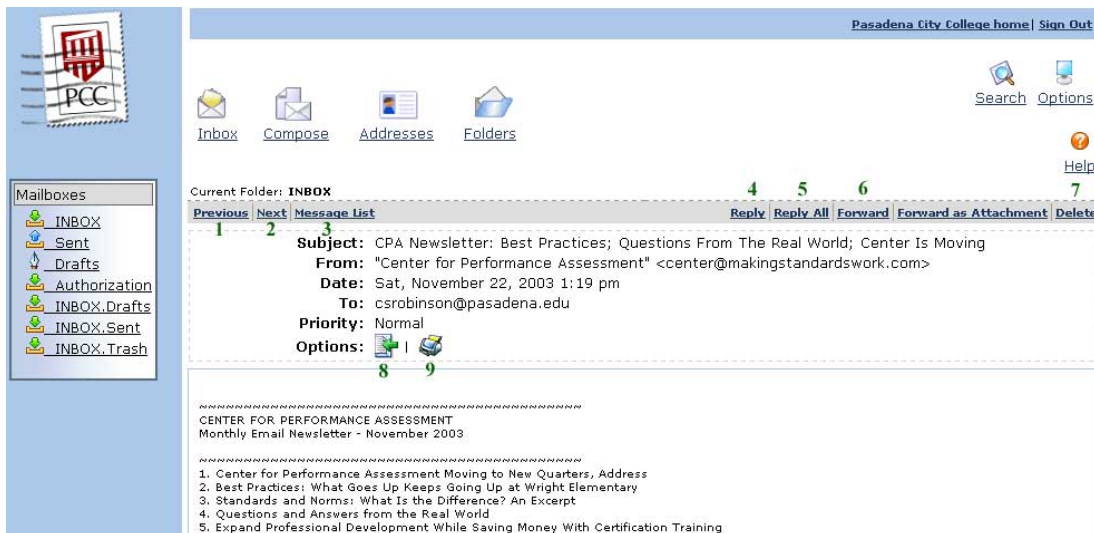 Pasadena City College home| Sign Out
PCC
Search Options
Inbox Compose Addresses Folders
Help
Mailboxes
INBOX
Sent
Drafts
Authorization
INBOX.Drafts
INBOX.Sent
INBOX.Trash
Current Folder: INBOX
4 5 6 7
Previous | Next | Message List Reply | Reply All | Forward | Forward as Attachment | Delete
1 2 3
Subject: CPA Newsletter: Best Practices; Questions From The Real World; Center Is Moving
From: "Center for Performance Assessment" <center@makingstandardswork.com>
Date: Sat, November 22, 2003 1:19 pm
To: csrobinson@pasadena.edu
Priority: Normal
Options: |
8 9
~~~~~~~~~~~~~~~~~~~~~~~~~~~~~~~~~~~~~~~~~~~
CENTER FOR PERFORMANCE ASSESSMENT
Monthly Email Newsletter - November 2003
~~~~~~~~~~~~~~~~~~~~~~~~~~~~~~~~~~~~~~~~~~~
1. Center for Performance Assessment Moving to New Quarters, Address
2. Best Practices: What Goes Up Keeps Going Up at Wright Elementary
3. Standards and Norms: What Is the Difference? An Excerpt
4. Questions and Answers from the Real World
5. Expand Professional Development While Saving Money With Certification Training